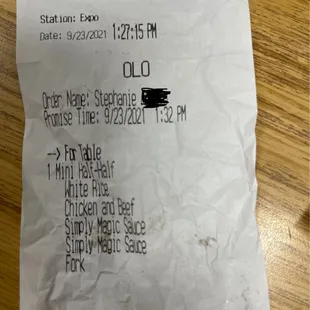 Station: Expo
Date: 9/23/2021 1:27:15 PM
OLO
Order Name: Stephanie
Promise Time: 9/23/2021 1:32 PM
--> For Table
1 Mini Half-Half
White Rice
Chicken and Beef
Simply Magic Sauce
Simply Magic Sauce
Fork